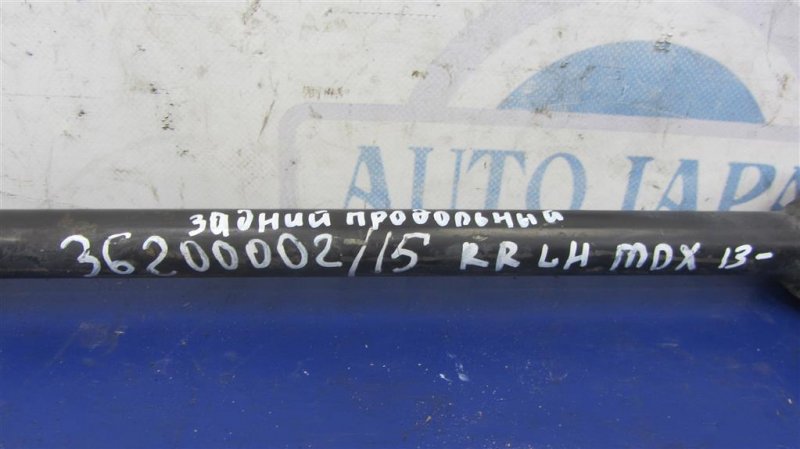 AUTO JAPA
задний продольный
36200002/15 RR LH MDX 13-